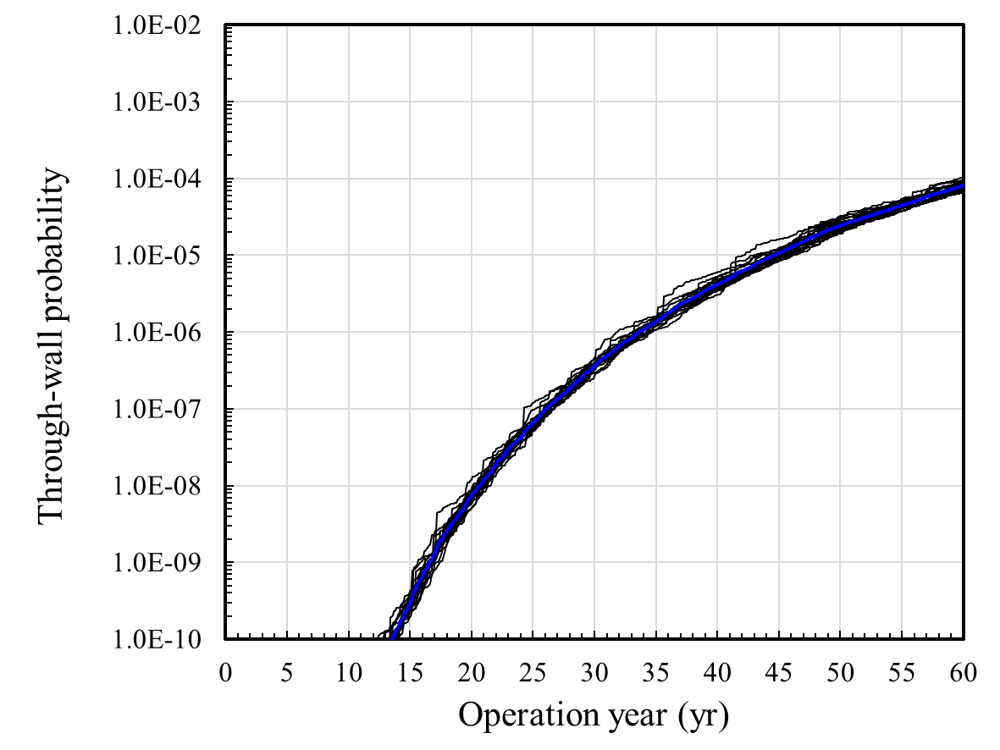 1.0E-02
1.0E-03
1.0E-04
1.0E-05
1.0E-06
1.0E-07
1.0E-08
1.0E-09
1.0E-10
Through-wall probability
0 5 10 15 20 25 30 35 40 45 50 55 60
Operation year (yr)